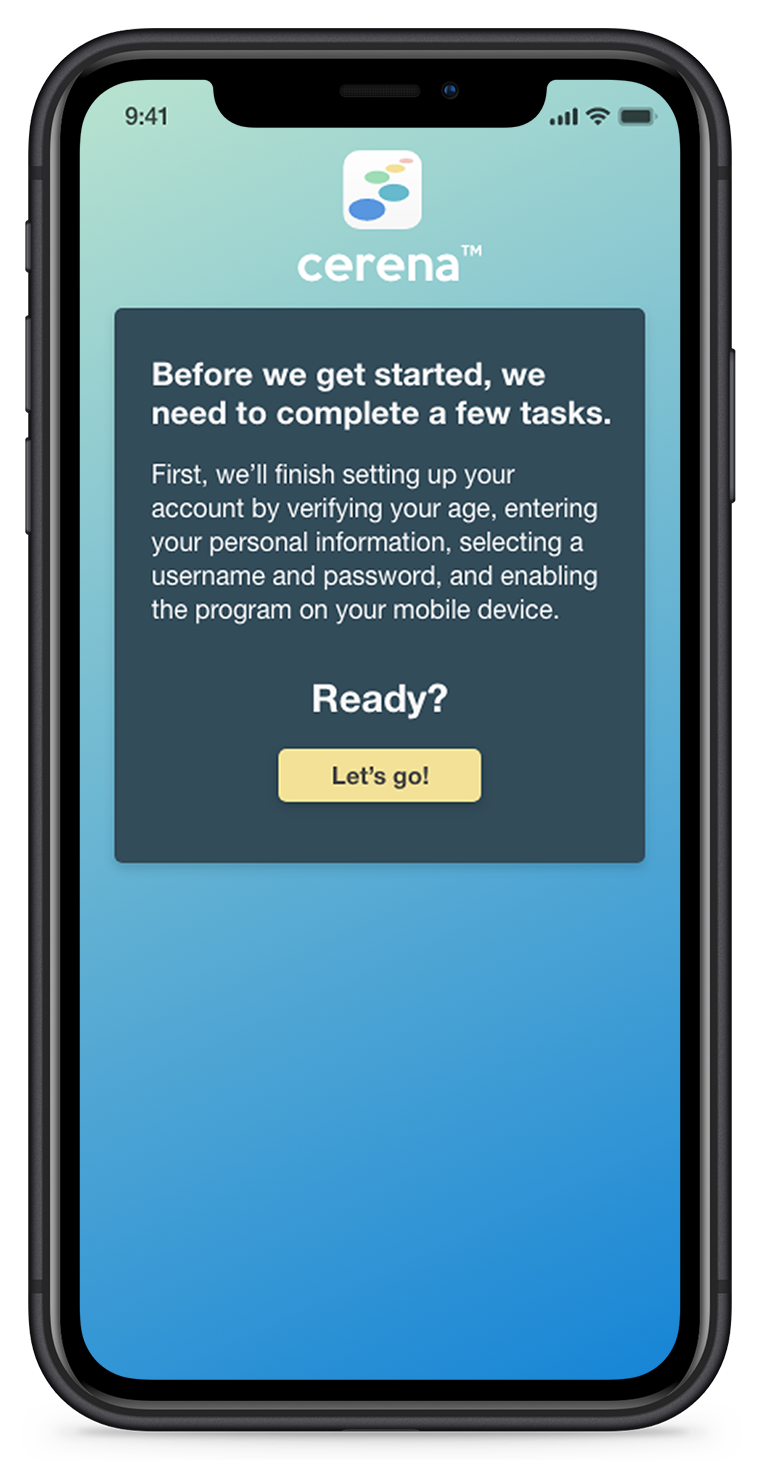 9:41
cerena™
Before we get started, we
need to complete a few tasks.
First, we’ll finish setting up your
account by verifying your age, entering
your personal information, selecting a
username and password, and enabling
the program on your mobile device.
Ready?
Let’s go!